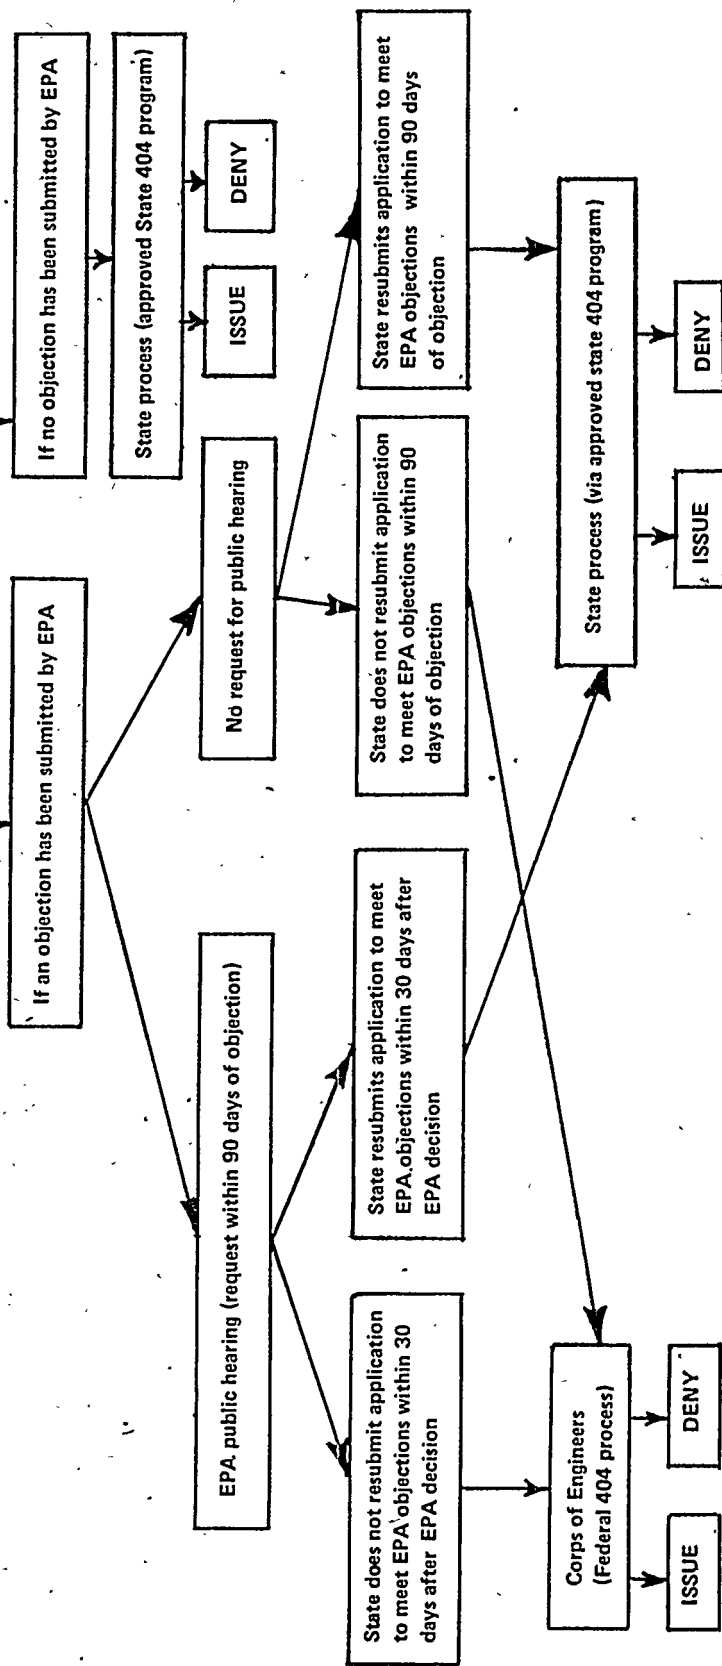 If an objection has been submitted by EPA
If no objection has been submitted by EPA
State process (approved State 404 program)
ISSUE
DENY
EPA public hearing (request within 90 days of objection)
No request for public hearing
State does not resubmit application
to meet EPA objections within 30
days after EPA decision
State resubmits application to meet
EPA objections within 30 days after
EPA decision
State does not resubmit application
to meet EPA objections within 90
days of objection
State resubmits application to meet
EPA objections within 90 days
of objection
Corps of Engineers
(Federal 404 process)
ISSUE
DENY
State process (via approved state 404 program)
ISSUE
DENY